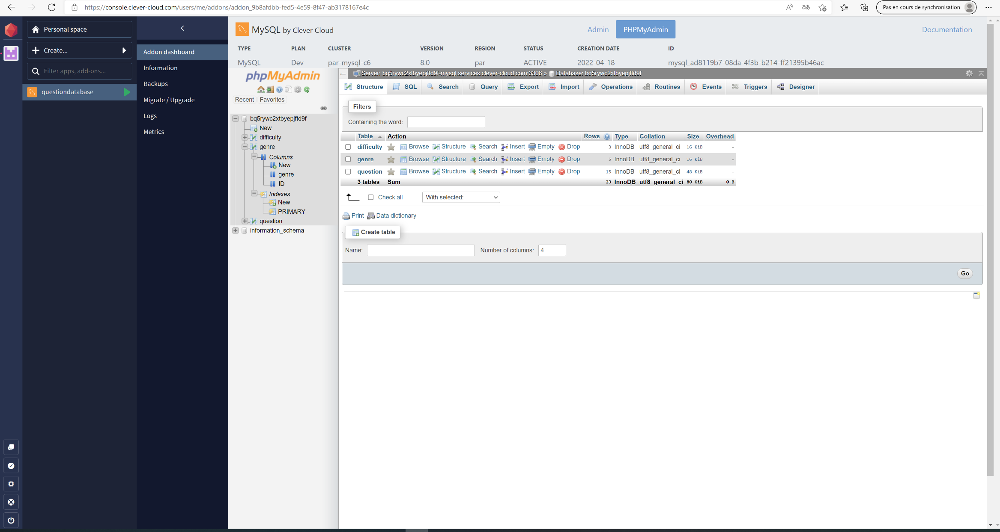 https://console.clever-cloud.com/users/me/addons/addon_9b8afdbb-fed5-4e59-8f47-ab3178167e4c
Pas en cours de synchronisation
Personal space
Create...
Filter apps, add-ons...
questiondatabase
Addon dashboard
Information
Backups
Migrate / Upgrade
Logs
Metrics
MySQL by Clever Cloud
Admin
PHPMyAdmin
Documentation
TYPE PLAN CLUSTER VERSION REGION STATUS CREATION DATE ID
MySQL Dev par-mysql-c6 8.0 par ACTIVE 2022-04-18 mysql_ad8119b7-08da-4f3b-b214-ff21395b46ac
phpMyAdmin
Recent Favorites
bq5rywc2xtbyepjftd9f
New
difficulty
genre
Columns
New
genre
ID
Indexes
New
PRIMARY
question
information_schema
Server: bq5rywc2xtbyepjftd9f-mysql.services.clever-cloud.com:3306 » Database: bq5rywc2xtbyepjftd9f
Structure SQL Search Query Export Import Operations Routines Events Triggers Designer
Filters
Containing the word:
Table Action Rows Type Collation Size Overhead
difficulty Browse Structure Search Insert Empty Drop 3 InnoDB utf8_general_ci 16 KiB -
genre Browse Structure Search Insert Empty Drop 5 InnoDB utf8_general_ci 16 KiB -
question Browse Structure Search Insert Empty Drop 15 InnoDB utf8_general_ci 48 KiB -
3 tables Sum 23 InnoDB utf8_general_ci 80 KiB 0 B
Check all With selected:
Print Data dictionary
Create table
Name: Number of columns: 4
Go